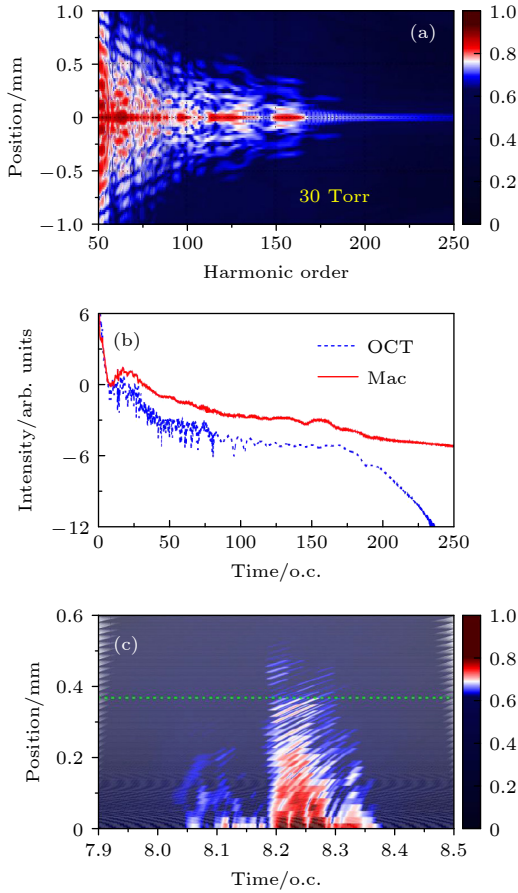 (a)
Position/mm
1.0
0.5
0
−0.5
−1.0
50 100 150 200 250
Harmonic order
30 Torr
1.0
0.8
0.6
0.4
0.2
0
(b)
Intensity/arb. units
6
0
−6
−12
OCT
Mac
0 50 100 150 200 250
Time/o.c.
(c)
Position/mm
0.6
0.4
0.2
0
7.9 8.0 8.1 8.2 8.3 8.4 8.5
Time/o.c.
1.0
0.8
0.6
0.4
0.2
0